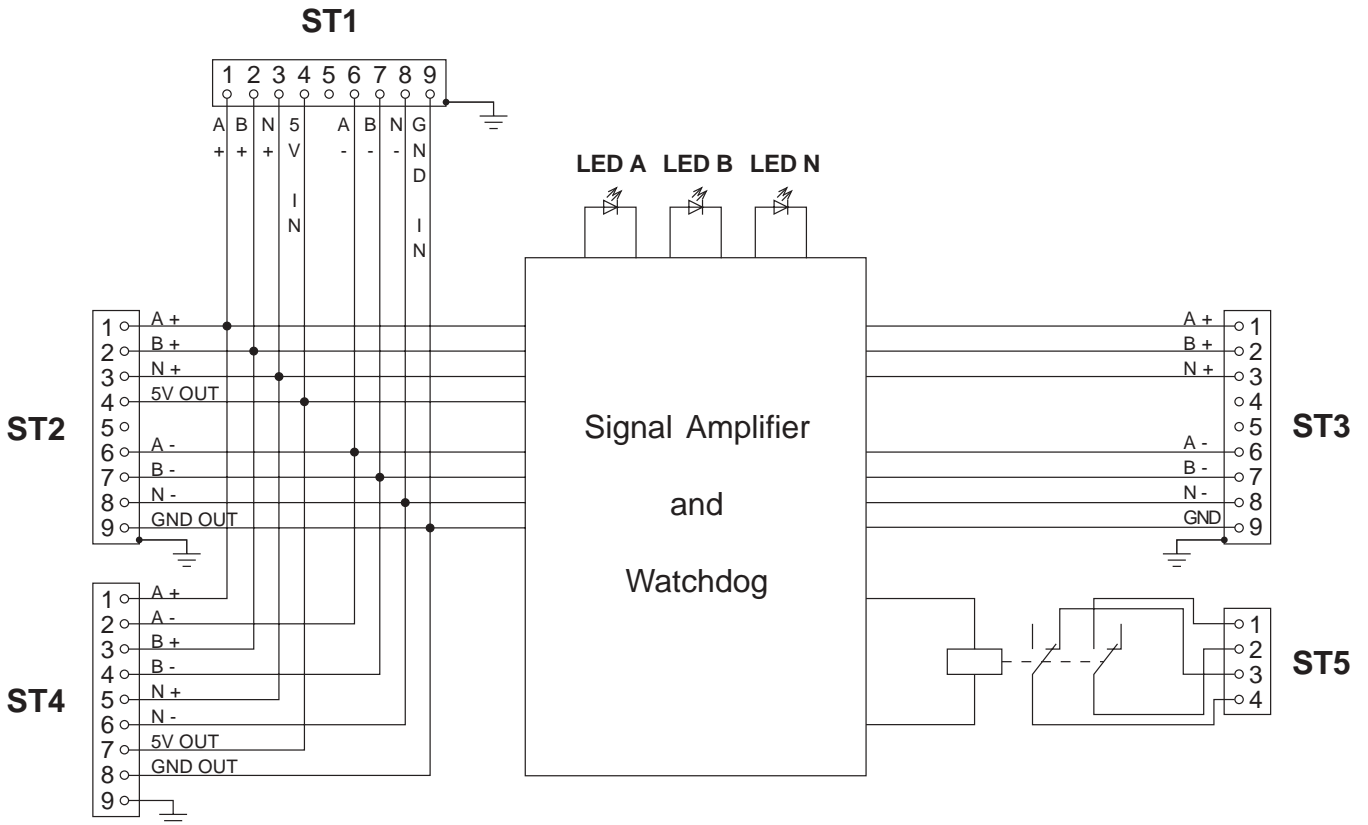 ST1
1 2 3 4 5 6 7 8 9
A + B + N + 5 V IN A - B - N - GND IN
LED A LED B LED N
ST2
1 A +
2 B +
3 N +
4 5V OUT
5
6 A -
7 B -
8 N -
9 GND OUT
ST4
1 A +
2 A -
3 B +
4 B -
5 N +
6 N -
7 5V OUT
8 GND OUT
9
Signal Amplifier
and
Watchdog
A + 1
B + 2
N + 3
4
5
A - 6
B - 7
N - 8
GND 9
ST3
1
2
3
4
ST5